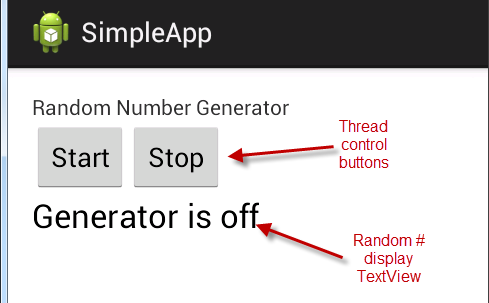 SimpleApp
Random Number Generator
Start Stop
Thread
control
buttons
Generator is off
Random #
display
TextView